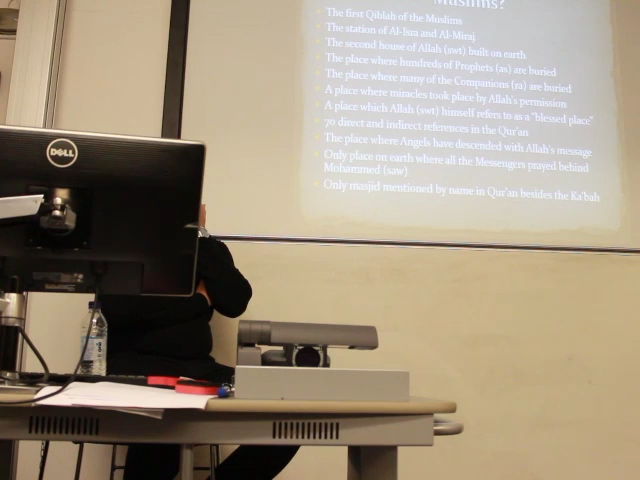 Muslims?
The first Qiblah of the Muslims
The station of Al-Isra and Al-Miraj
The second house of Allah (swt) built on earth
The place where hundreds of Prophets (as) are buried
The place where many of the Companions (ra) are buried
A place where miracles took place by Allah's permission
A place which Allah (swt) himself refers to as a "blessed place"
70 direct and indirect references in the Qur'an
The place where Angels have descended with Allah's message
Only place on earth where all the Messengers prayed behind
Mohammed (saw)
Only masjid mentioned by name in Qur'an besides the Ka'bah
DELL